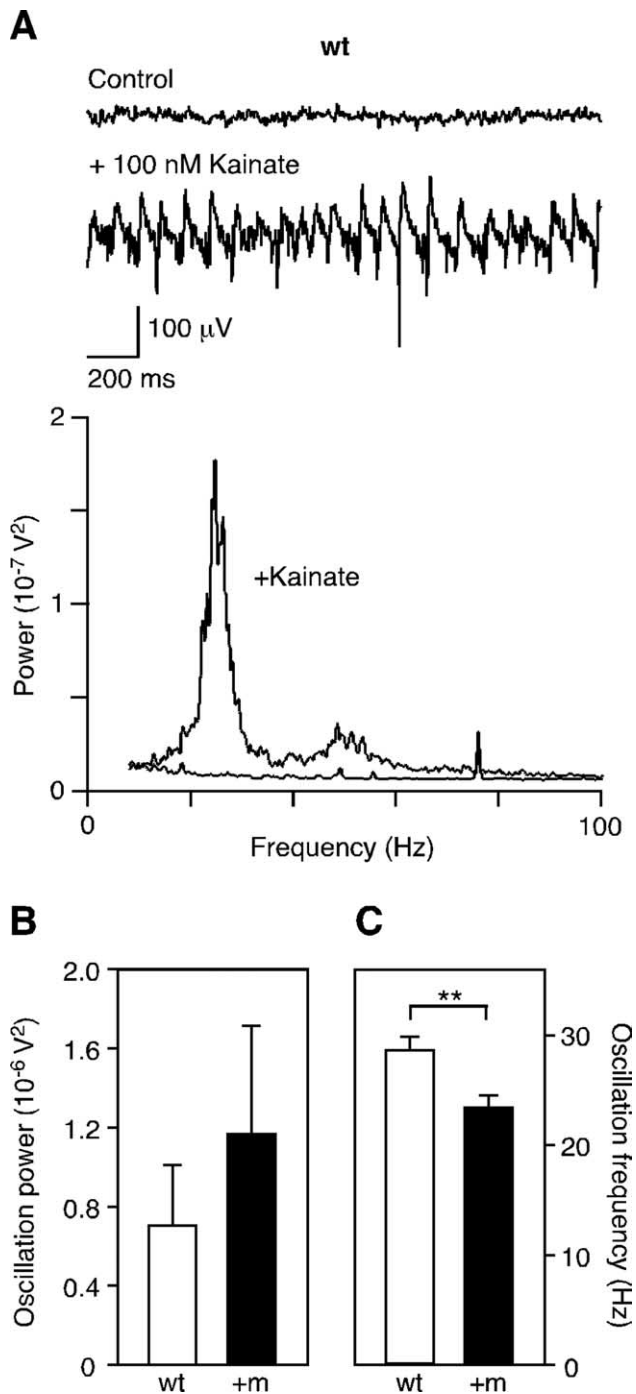 A
wt
Control
+ 100 nM Kainate
100 μV
200 ms
2
1
0
Power (10⁻⁷ V²)
+Kainate
0
100
Frequency (Hz)
B
2.0
1.6
1.2
0.8
0.4
0
Oscillation power (10⁻⁶ V²)
wt
+m
C
**
30
20
10
0
Oscillation frequency
(Hz)
wt
+m